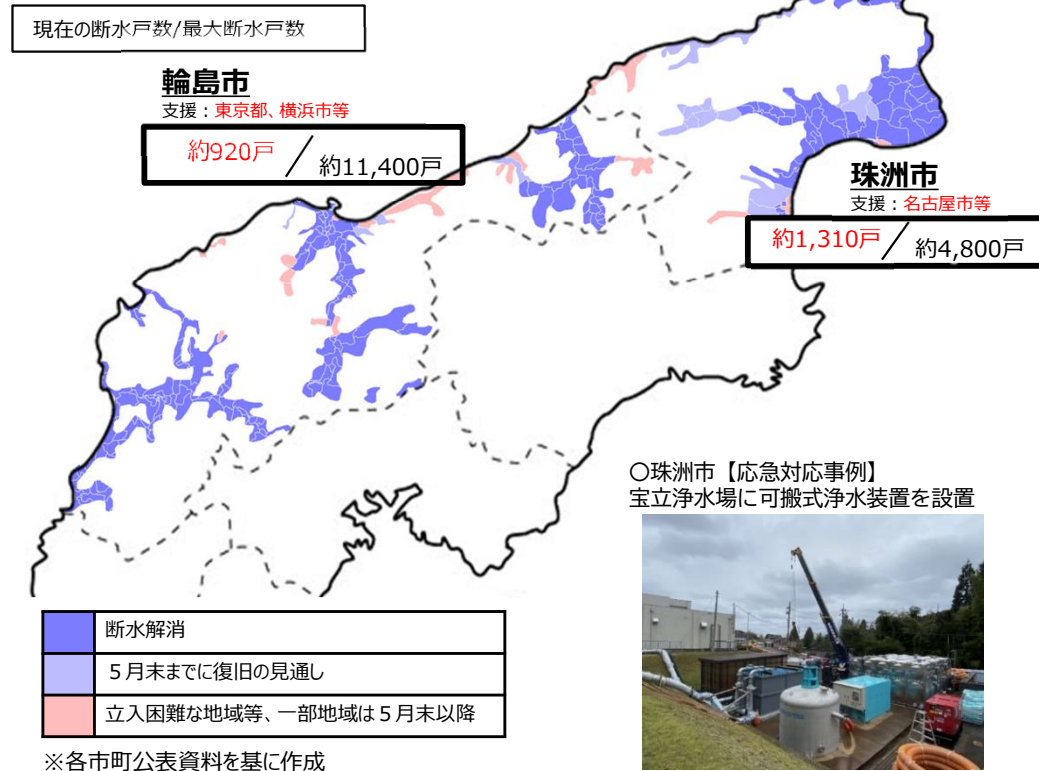 現在の断水戸数/最大断水戸数
輪島市
支援：東京都、横浜市等
約920戸 / 約11,400戸
珠洲市
支援：名古屋市等
約1,310戸 / 約4,800戸
〇珠洲市【応急対応事例】
宝立浄水場に可搬式浄水装置を設置
断水解消
５月末までに復旧の見通し
立入困難な地域等、一部地域は５月末以降
※各市町公表資料を基に作成